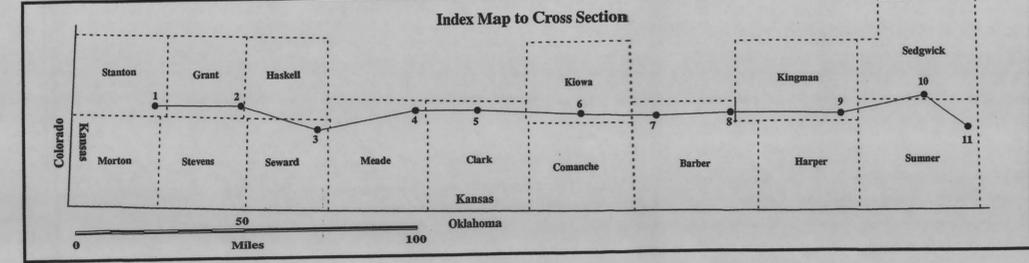 Index Map to Cross Section
Stanton
Grant
Haskell
Kiowa
Kingman
Sedgwick
1
2
3
4
5
6
7
8
9
10
11
Colorado
Kansas
Morton
Stevens
Seward
Meade
Clark
Comanche
Barber
Harper
Sumner
Kansas
Oklahoma
50
0
Miles
100